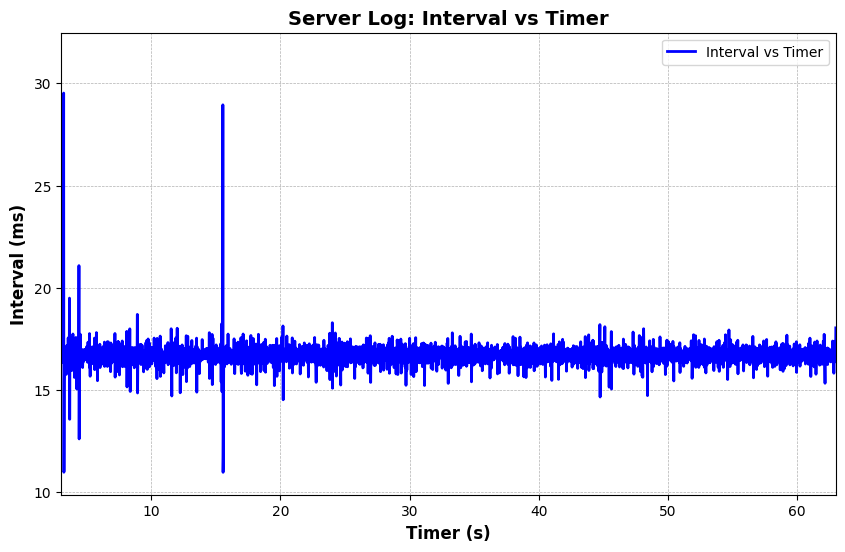 Server Log: Interval vs Timer
Interval vs Timer
30
25
20
15
10
Interval (ms)
10 20 30 40 50 60
Timer (s)